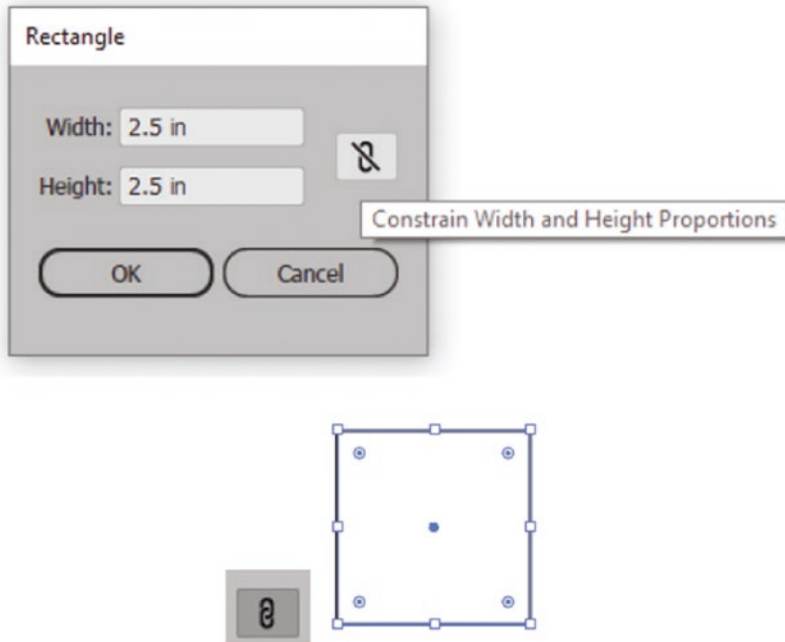 Rectangle
Width: 2.5 in
Height: 2.5 in
Constrain Width and Height Proportions
OK Cancel